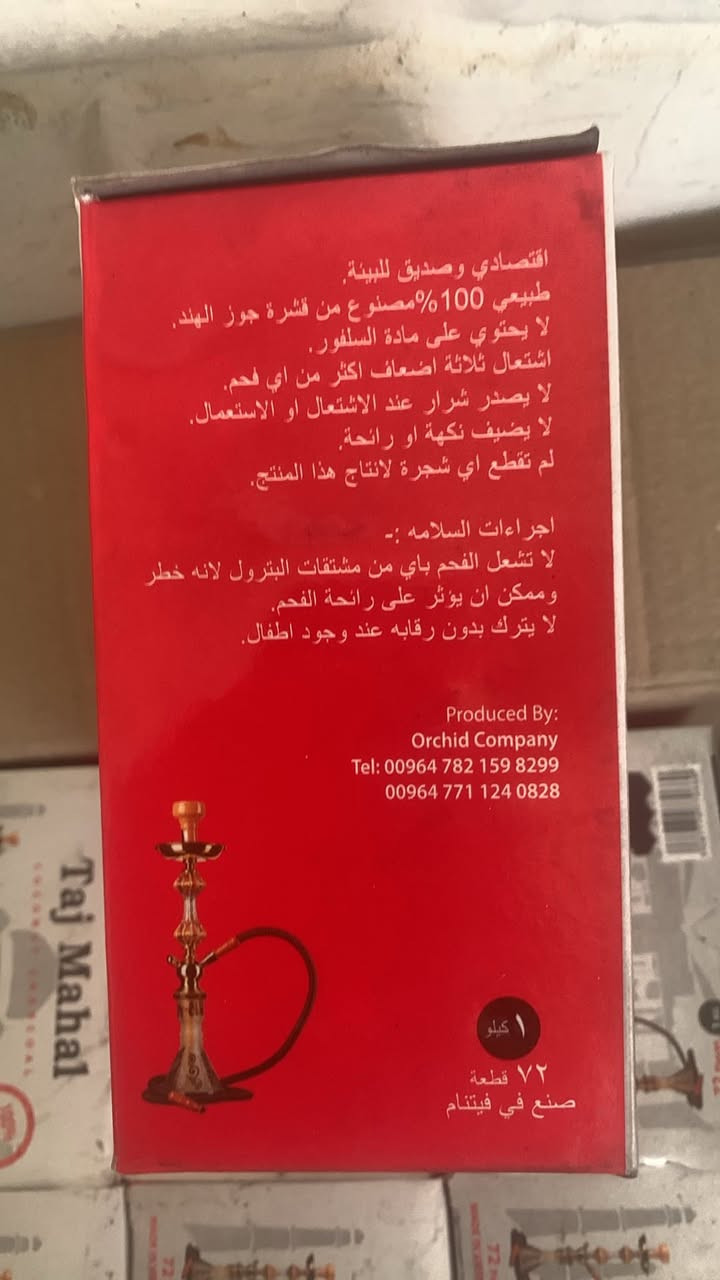 اقتصادي وصديق للبيئة.
طبيعي 100%مصنوع من قشرة جوز الهند.
لا يحتوي على مادة السلفور.
اشتعال ثلاثة اضعاف اكثر من اي فحم.
لا يصدر شرار عند الاشتعال او الاستعمال.
لا يضيف نكهة او رائحة.
لم تقطع اي شجرة لانتاج هذا المنتج.
اجراءات السلامه :-
لا تشعل الفحم باي من مشتقات البترول لانه خطر
وممكن ان يؤثر على رائحة الفحم.
لا يترك بدون رقابه عند وجود اطفال.
Produced By:
Orchid Company
Tel: 00964 782 159 8299
00964 771 124 0828
١ كيلو
٧٢ قطعة
صنع في فيتنام
Taj Mahal
COCONUT CHARCOAL
100%
72